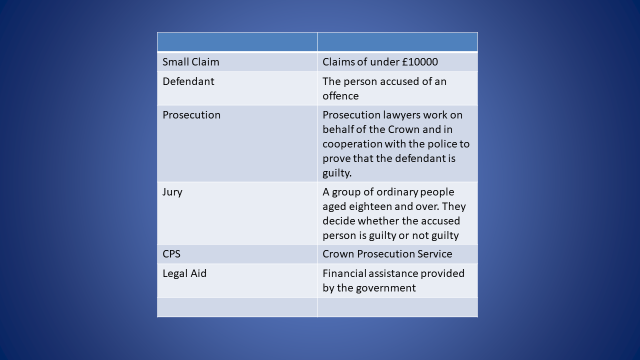 Small Claim
Claims of under £10000
Defendant
The person accused of an
offence
Prosecution
Prosecution lawyers work on
behalf of the Crown and in
cooperation with the police to
prove that the defendant is
guilty.
Jury
A group of ordinary people
aged eighteen and over. They
decide whether the accused
person is guilty or not guilty
CPS
Crown Prosecution Service
Legal Aid
Financial assistance provided
by the government